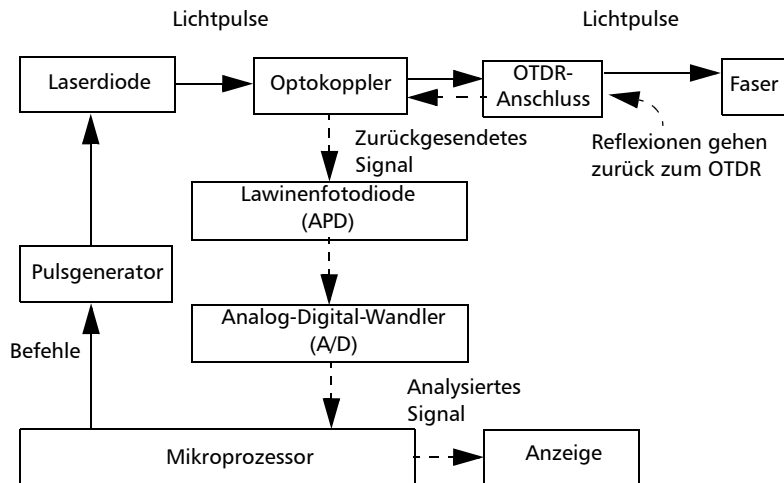 Lichtpulse
Lichtpulse
Laserdiode
Optokoppler
OTDR-
Anschluss
Faser
Zurückgesendetes
Signal
Reflexionen gehen
zurück zum OTDR
Lawinenfotodiode
(APD)
Pulsgenerator
Analog-Digital-Wandler
(A/D)
Befehle
Analysiertes
Signal
Mikroprozessor
Anzeige